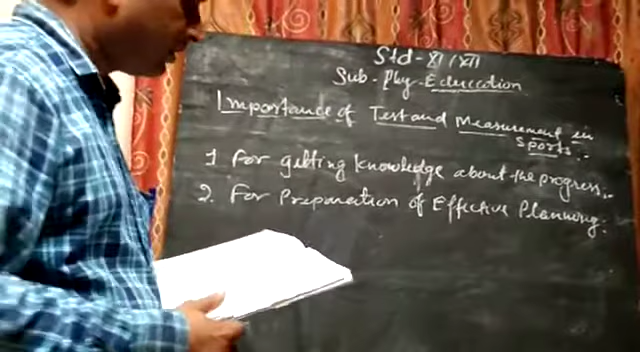 Std - XI / XII
Sub - Phy - Education
Importance of Test and Measurement in
Sports : -
1 For getting knowledge about the progress.
2. For Preparation of Effective Planning.